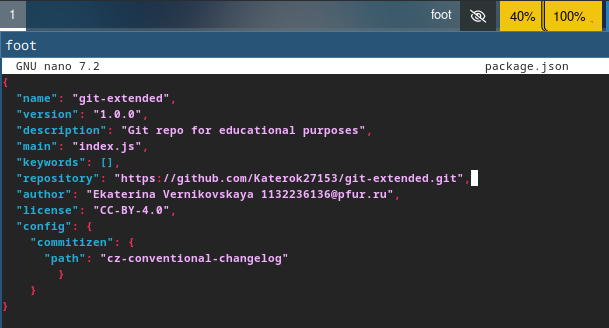 1 foot 40% 100%
foot
GNU nano 7.2 package.json
{
  "name": "git-extended",
  "version": "1.0.0",
  "description": "Git repo for educational purposes",
  "main": "index.js",
  "keywords": [],
  "repository": "https://github.com/Katerok27153/git-extended.git",
  "author": "Ekaterina Vernikovskaya 1132236136@pfur.ru",
  "license": "CC-BY-4.0",
  "config": {
    "commitizen": {
      "path": "cz-conventional-changelog"
        }
    }
}